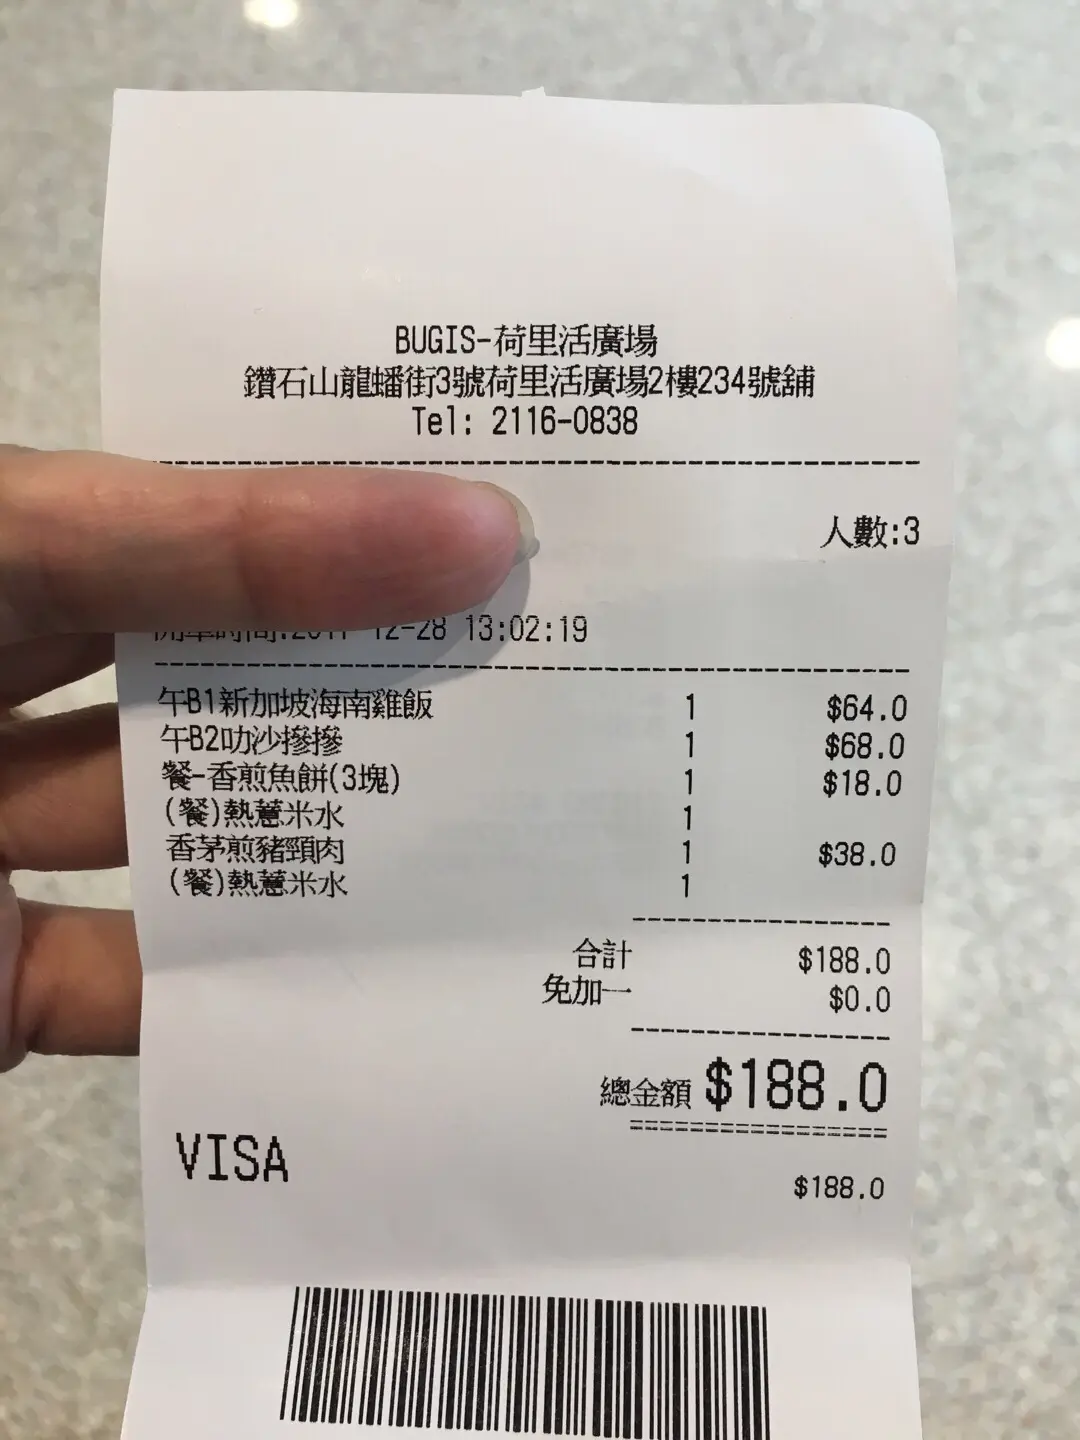 BUGIS-荷里活廣場
鑽石山龍蟠街3號荷里活廣場2樓234號舖
Tel: 2116-0838
人數:3
12-28 13:02:19
午B1新加坡海南雞飯 1 $64.0
午B2叻沙摻摻 1 $68.0
餐-香煎魚餅(3塊) 1 $18.0
(餐)熱薏米水 1
香茅煎豬頸肉 1 $38.0
(餐)熱薏米水 1
合計 $188.0
免加一 $0.0
總金額 $188.0
VISA $188.0